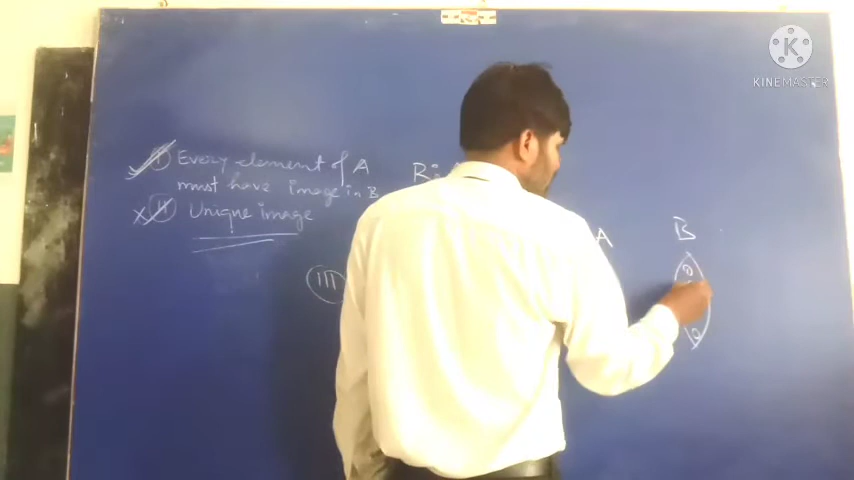 K
KINEMASTER
I Every element of A
must have image in B
II Unique image
R:
A B
III